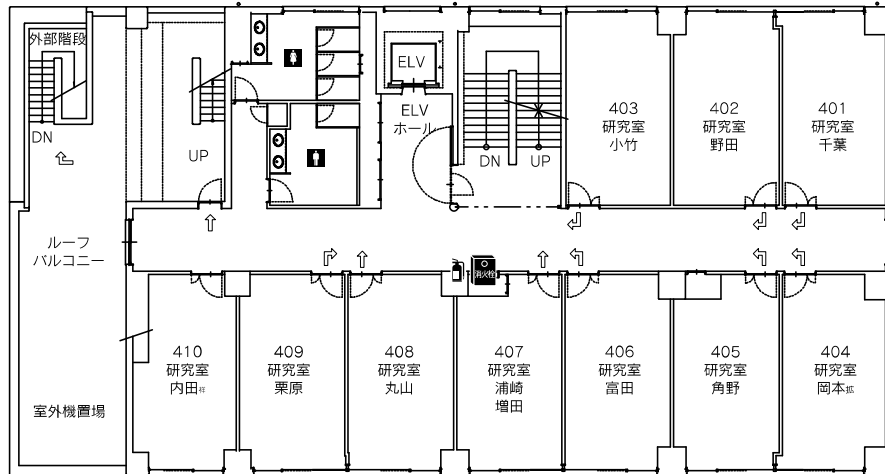 外部階段
DN
UP
ELV
ELV
ホール
DN
UP
403
研究室
小竹
402
研究室
野田
401
研究室
千葉
ルーフ
バルコニー
消火栓
410
研究室
内田祥
409
研究室
栗原
408
研究室
丸山
407
研究室
浦崎
増田
406
研究室
富田
405
研究室
角野
404
研究室
岡本拡
室外機置場